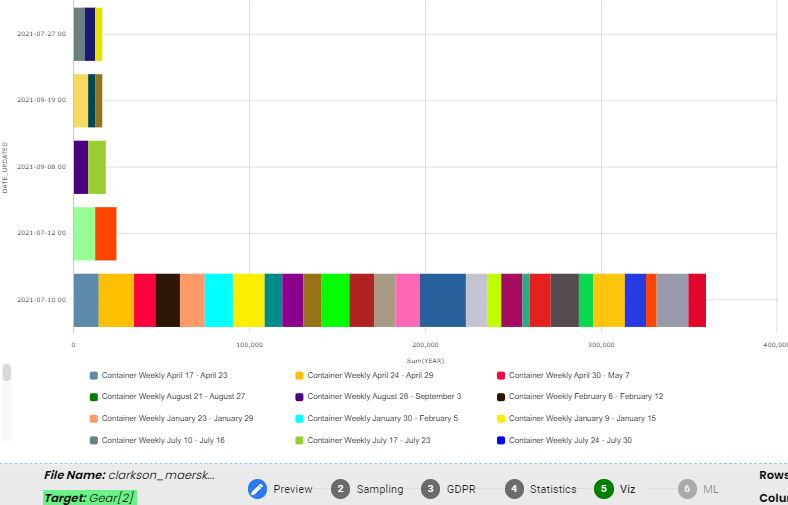 2021-07-27 00
2021-09-19 00
2021-09-08 00
2021-07-12 00
2021-07-10 00
DATE_UPDATED
0 100,000 200,000 300,000 400,000
Sum(YEAR)
Container Weekly April 17 - April 23 Container Weekly April 24 - April 29 Container Weekly April 30 - May 7
Container Weekly August 21 - August 27 Container Weekly August 28 - September 3 Container Weekly February 6 - February 12
Container Weekly January 23 - January 29 Container Weekly January 30 - February 5 Container Weekly January 9 - January 15
Container Weekly July 10 - July 16 Container Weekly July 17 - July 23 Container Weekly July 24 - July 30
File Name: clarkson_maersk...
Target: Gear[2]
Preview 2 Sampling 3 GDPR 4 Statistics 5 Viz 6 ML
Rows